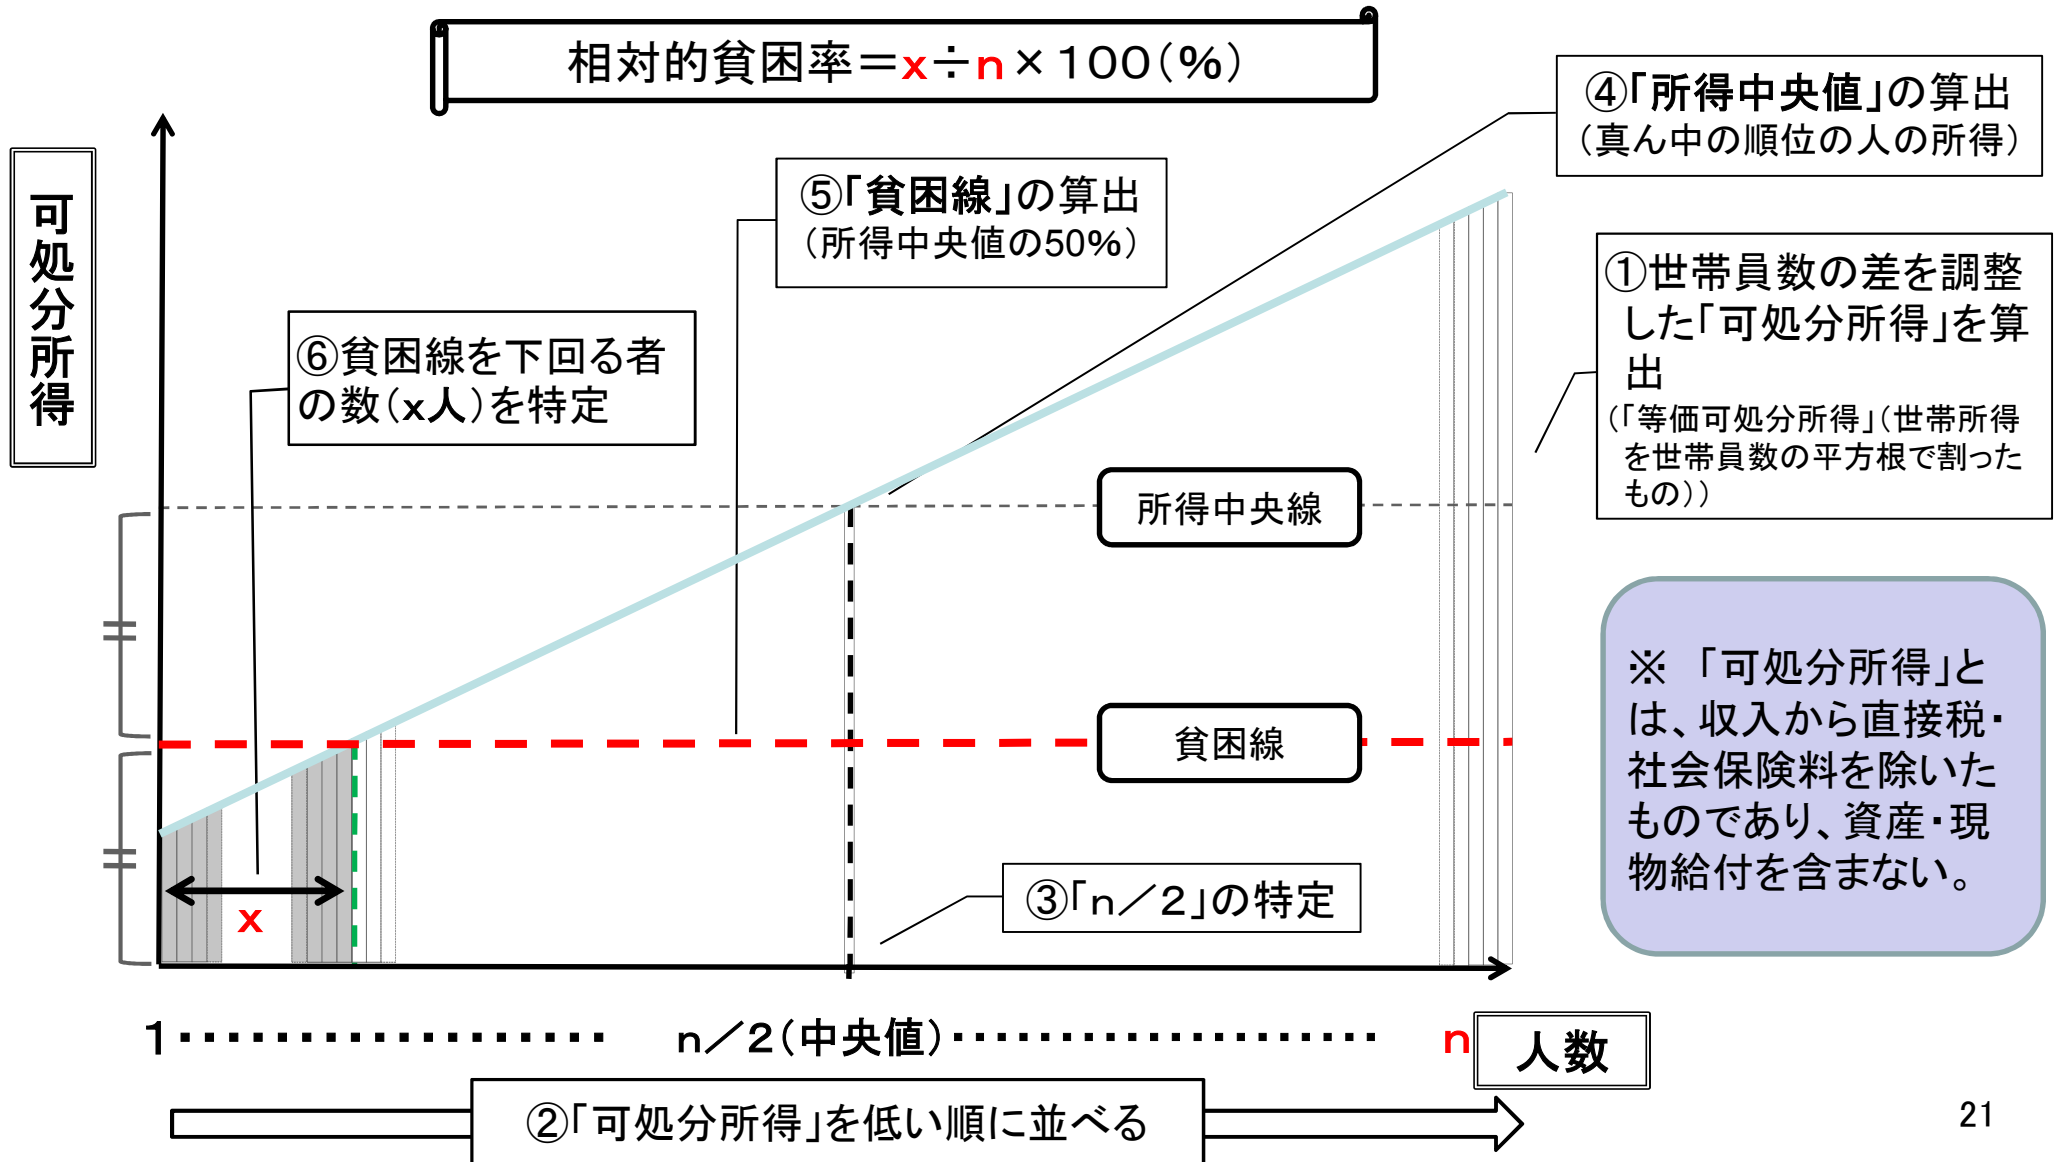 相対的貧困率＝x÷n×１００（％）
④「所得中央値」の算出
（真ん中の順位の人の所得）
可処分所得
⑤「貧困線」の算出
（所得中央値の50％）
①世帯員数の差を調整
した「可処分所得」を算
出
（「等価可処分所得」（世帯所得
を世帯員数の平方根で割った
もの））
⑥貧困線を下回る者
の数（x人）を特定
所得中央線
※　「可処分所得」と
は、収入から直接税・
社会保険料を除いた
ものであり、資産・現
物給付を含まない。
貧困線
③「ｎ／２」の特定
x
1・・・・・・・・・・・・・・・・・・ ｎ／２（中央値）・・・・・・・・・・・・・・・・・・ n
人数
②「可処分所得」を低い順に並べる
21